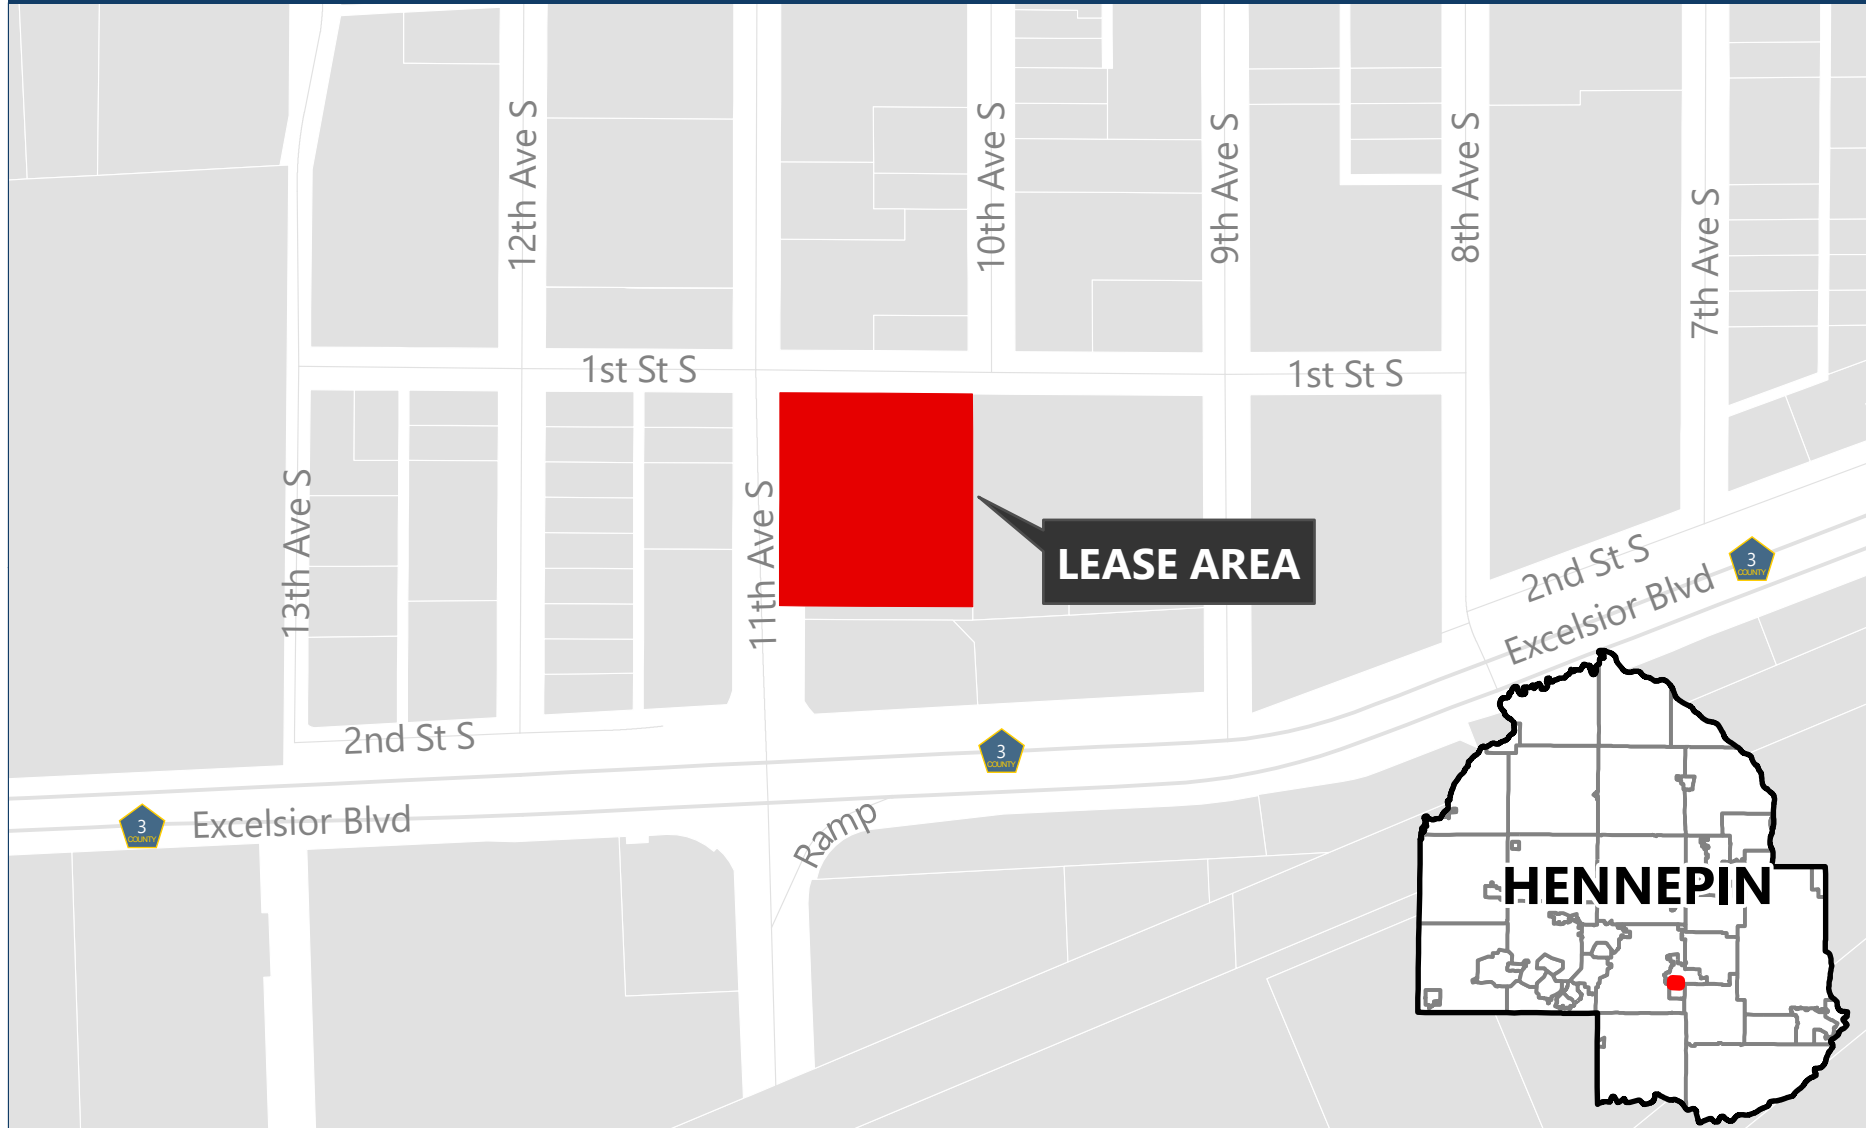 12th Ave S
10th Ave S
9th Ave S
8th Ave S
7th Ave S
1st St S
1st St S
13th Ave S
11th Ave S
LEASE AREA
2nd St S
Excelsior Blvd
3
COUNTY
2nd St S
3
COUNTY
3
COUNTY
Excelsior Blvd
Ramp
HENNEPIN